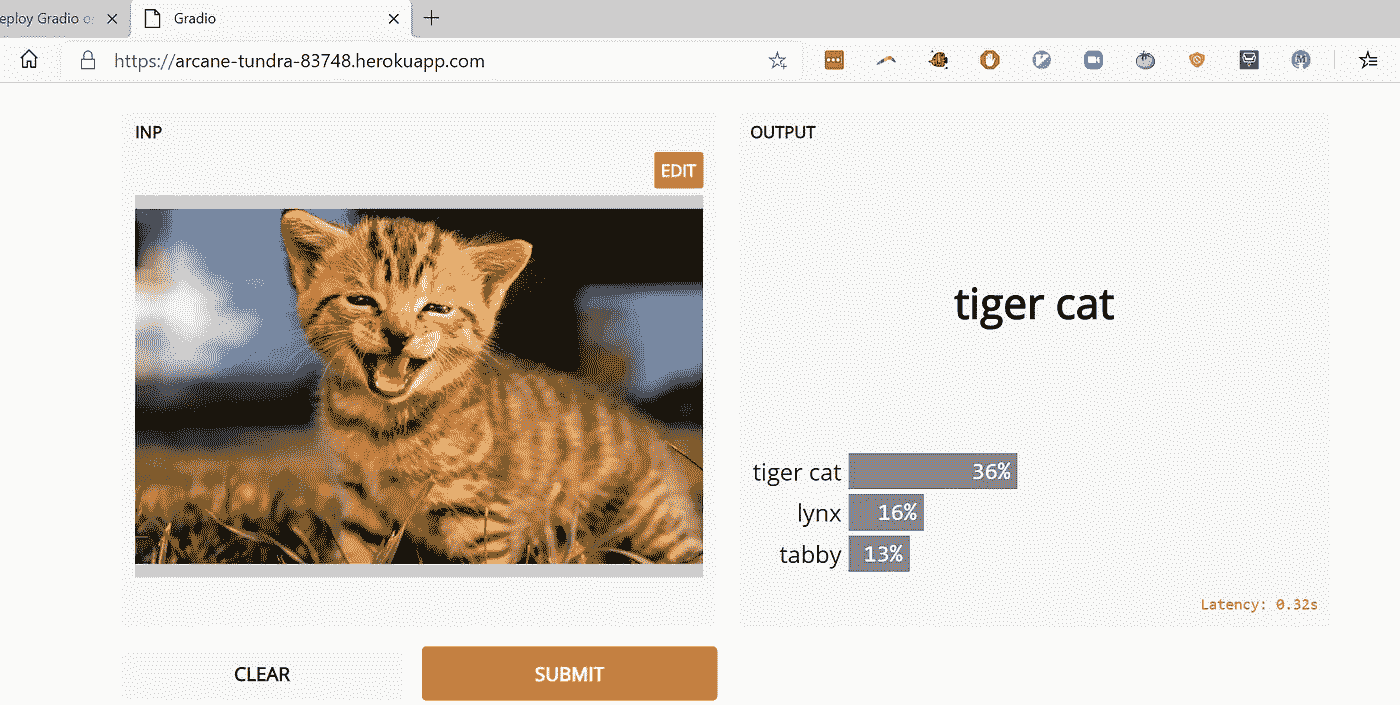 eploy Gradio o
Gradio
https://arcane-tundra-83748.herokuapp.com
INP
OUTPUT
EDIT
tiger cat
tiger cat 36%
lynx 16%
tabby 13%
Latency: 0.32s
CLEAR
SUBMIT